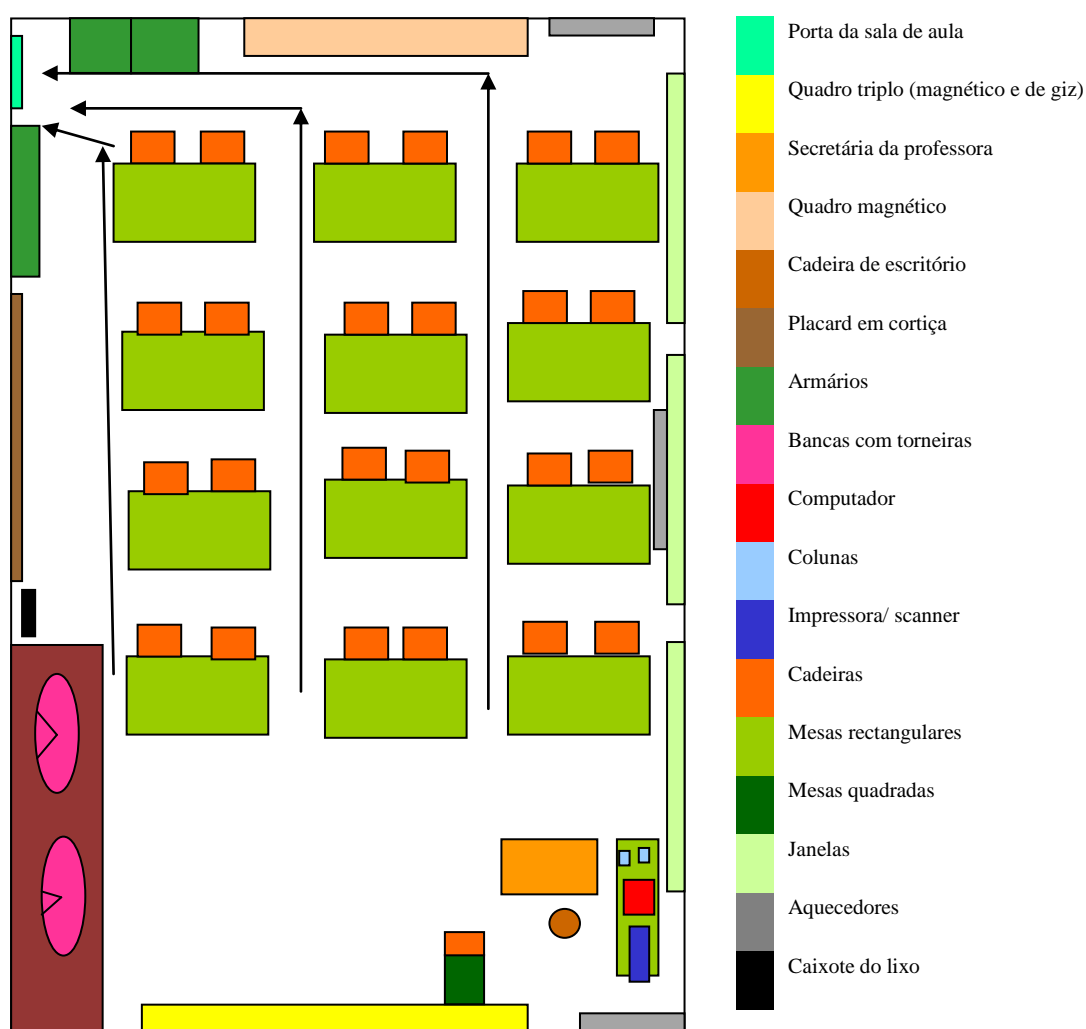 Porta da sala de aula
Quadro triplo (magnético e de giz)
Secretária da professora
Quadro magnético
Cadeira de escritório
Placard em cortiça
Armários
Bancas com torneiras
Computador
Colunas
Impressora/ scanner
Cadeiras
Mesas rectangulares
Mesas quadradas
Janelas
Aquecedores
Caixote do lixo